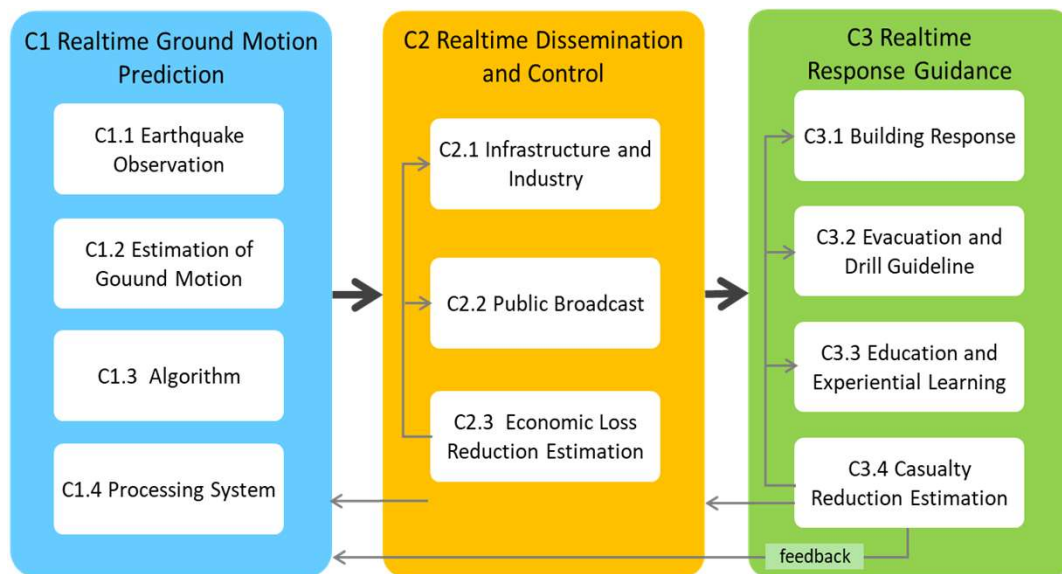 C1 Realtime Ground Motion
Prediction
C1.1 Earthquake
Observation
C1.2 Estimation of
Gouund Motion
C1.3 Algorithm
C1.4 Processing System
C2 Realtime Dissemination
and Control
C2.1 Infrastructure and
Industry
C2.2 Public Broadcast
C2.3 Economic Loss
Reduction Estimation
C3 Realtime
Response Guidance
C3.1 Building Response
C3.2 Evacuation and
Drill Guideline
C3.3 Education and
Experiential Learning
C3.4 Casualty
Reduction Estimation
feedback